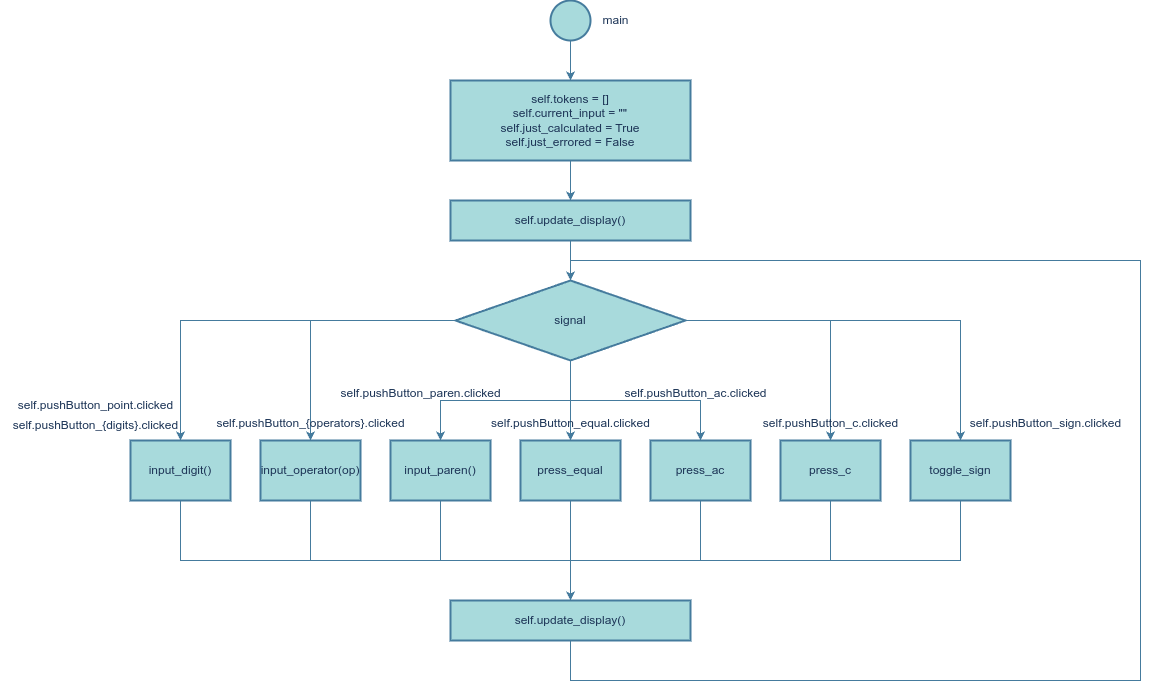 main
self.tokens = []
self.current_input = ""
self.just_calculated = True
self.just_errored = False
self.update_display()
signal
self.pushButton_point.clicked
self.pushButton_{digits}.clicked
self.pushButton_{operators}.clicked
self.pushButton_paren.clicked
self.pushButton_equal.clicked
self.pushButton_ac.clicked
self.pushButton_c.clicked
self.pushButton_sign.clicked
input_digit()
input_operator(op)
input_paren()
press_equal
press_ac
press_c
toggle_sign
self.update_display()